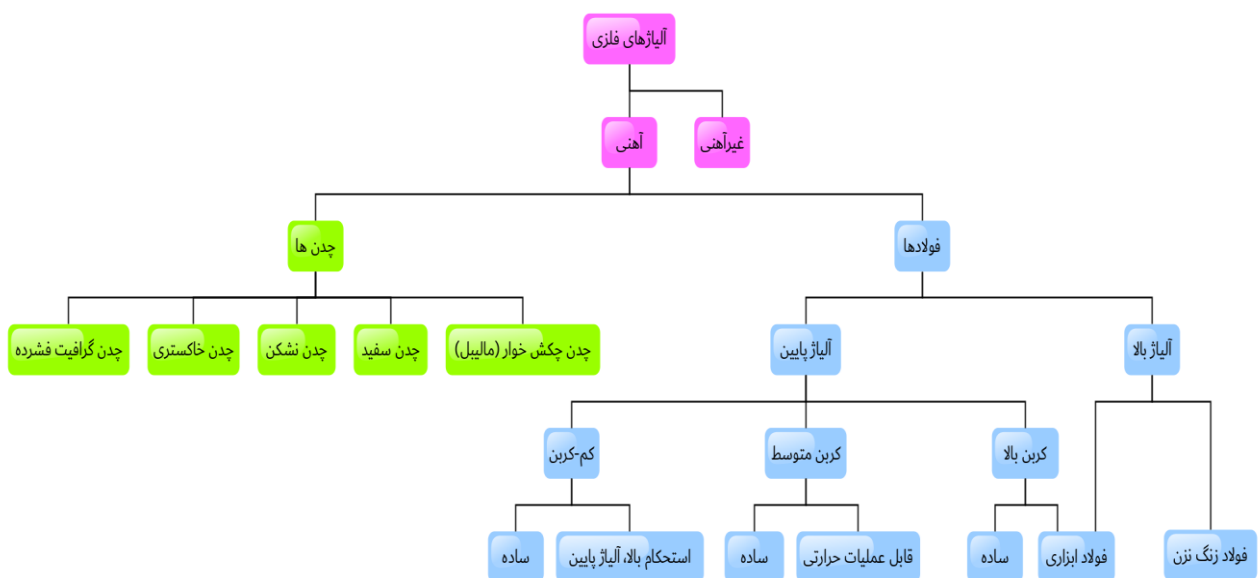 آلیاژهای فلزی
غیرآهنی
آهنی
فولادها
چدن ها
آلیاژ بالا
آلیاژ پایین
چدن چکش خوار (مالیبل)
چدن سفید
چدن نشکن
چدن خاکستری
چدن گرافیت فشرده
کربن بالا
کربن متوسط
کم-کربن
فولاد زنگ نزن
فولاد ابزاری
ساده
قابل عملیات حرارتی
ساده
استحکام بالا، آلیاژ پایین
ساده